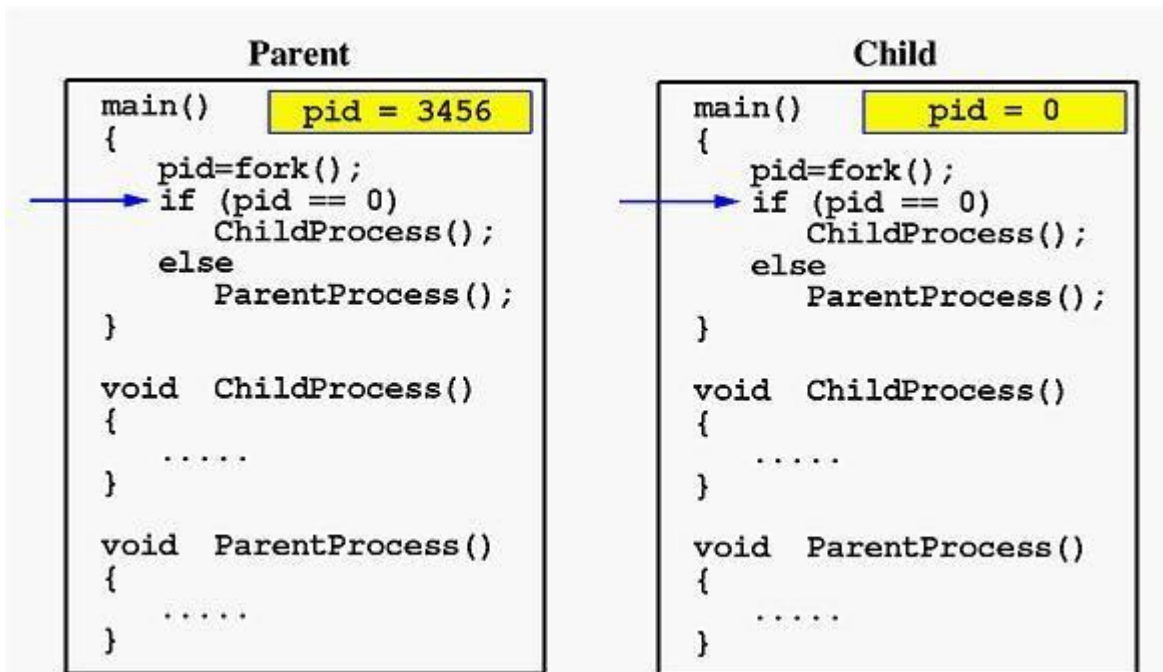 Parent
main()
pid = 3456
{
pid=fork();
if (pid == 0)
ChildProcess();
else
ParentProcess();
}
void ChildProcess()
{
.....
}
void ParentProcess()
{
.....
}
Child
main()
pid = 0
{
pid=fork();
if (pid == 0)
ChildProcess();
else
ParentProcess();
}
void ChildProcess()
{
.....
}
void ParentProcess()
{
.....
}